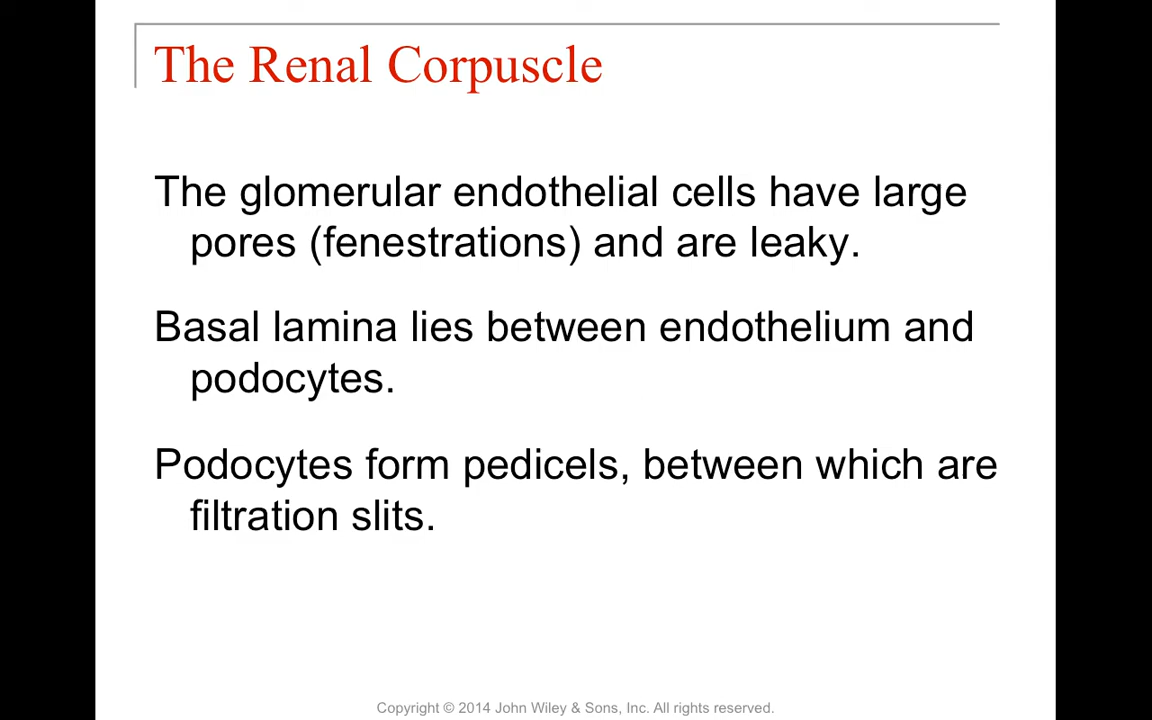 The Renal Corpuscle
The glomerular endothelial cells have large
pores (fenestrations) and are leaky.
Basal lamina lies between endothelium and
podocytes.
Podocytes form pedicels, between which are
filtration slits.
Copyright © 2014 John Wiley & Sons, Inc. All rights reserved.